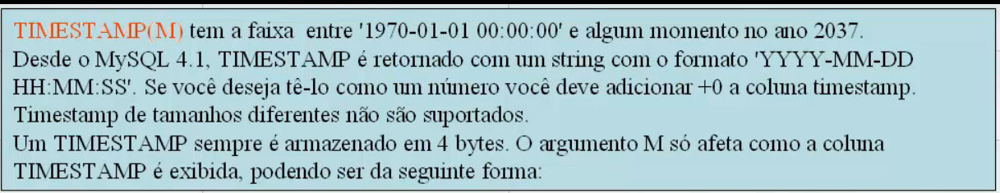 TIMESTAMP(M) tem a faixa entre '1970-01-01 00:00:00' e algum momento no ano 2037.
Desde o MySQL 4.1, TIMESTAMP é retornado com um string com o formato 'YYYY-MM-DD
HH:MM:SS'. Se você deseja tê-lo como um número você deve adicionar +0 a coluna timestamp.
Timestamp de tamanhos diferentes não são suportados.
Um TIMESTAMP sempre é armazenado em 4 bytes. O argumento M só afeta como a coluna
TIMESTAMP é exibida, podendo ser da seguinte forma: